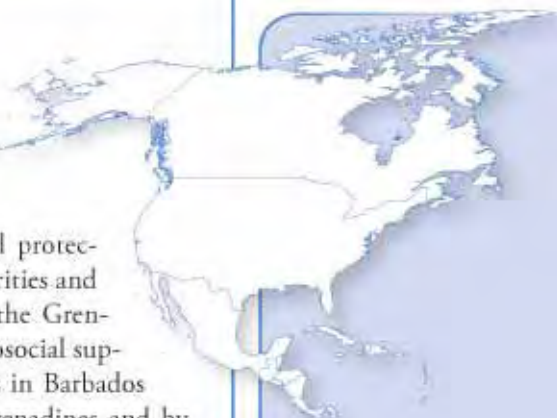 l protec-
rities and
the Gren-
osocial sup-
in Barbados
renadines and by